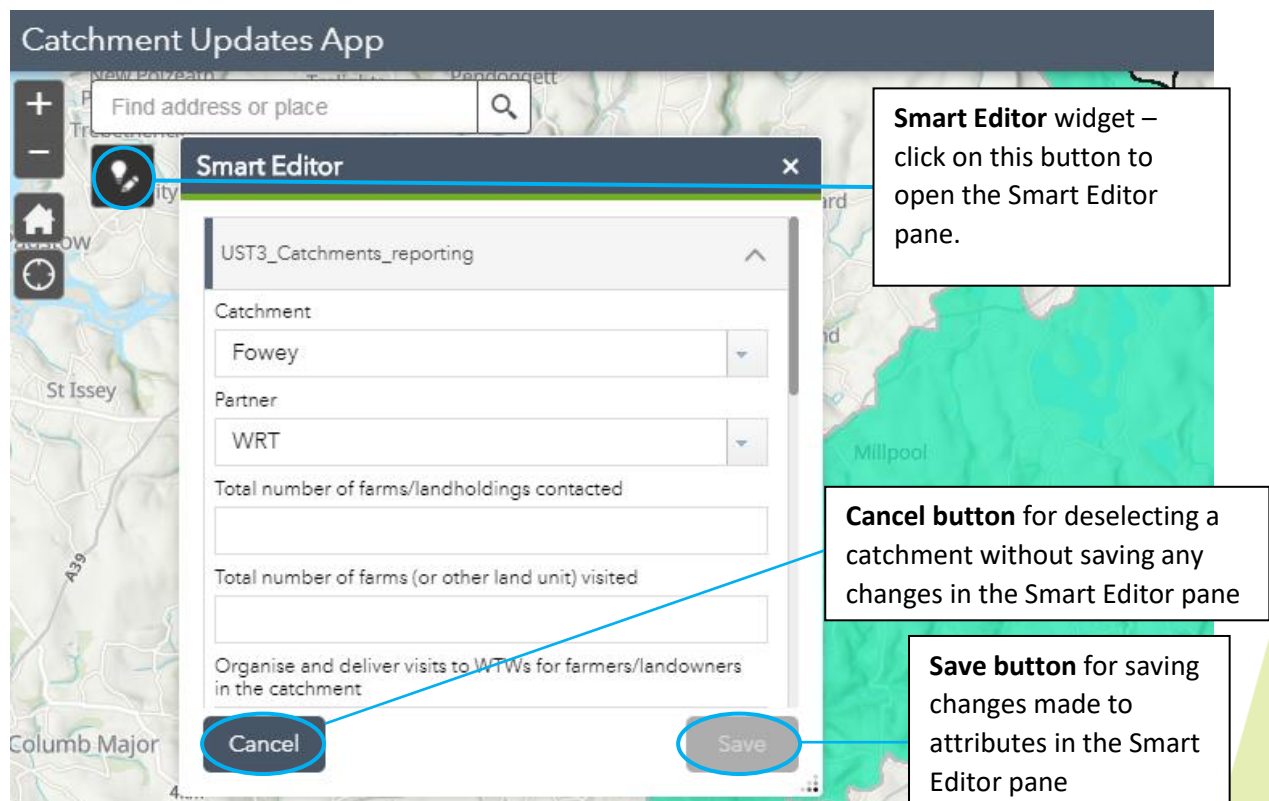 Catchment Updates App
New Polzeath
Pendoggett
Find address or place
Smart Editor
UST3_Catchments_reporting
Catchment
Fowey
Partner
WRT
Total number of farms/landholdings contacted
Total number of farms (or other land unit) visited
Organise and deliver visits to WTWs for farmers/landowners
in the catchment
Cancel
Save
St Issey
A39
Columb Major
Millpool
Smart Editor widget –
click on this button to
open the Smart Editor
pane.
Cancel button for deselecting a
catchment without saving any
changes in the Smart Editor pane
Save button for saving
changes made to
attributes in the Smart
Editor pane